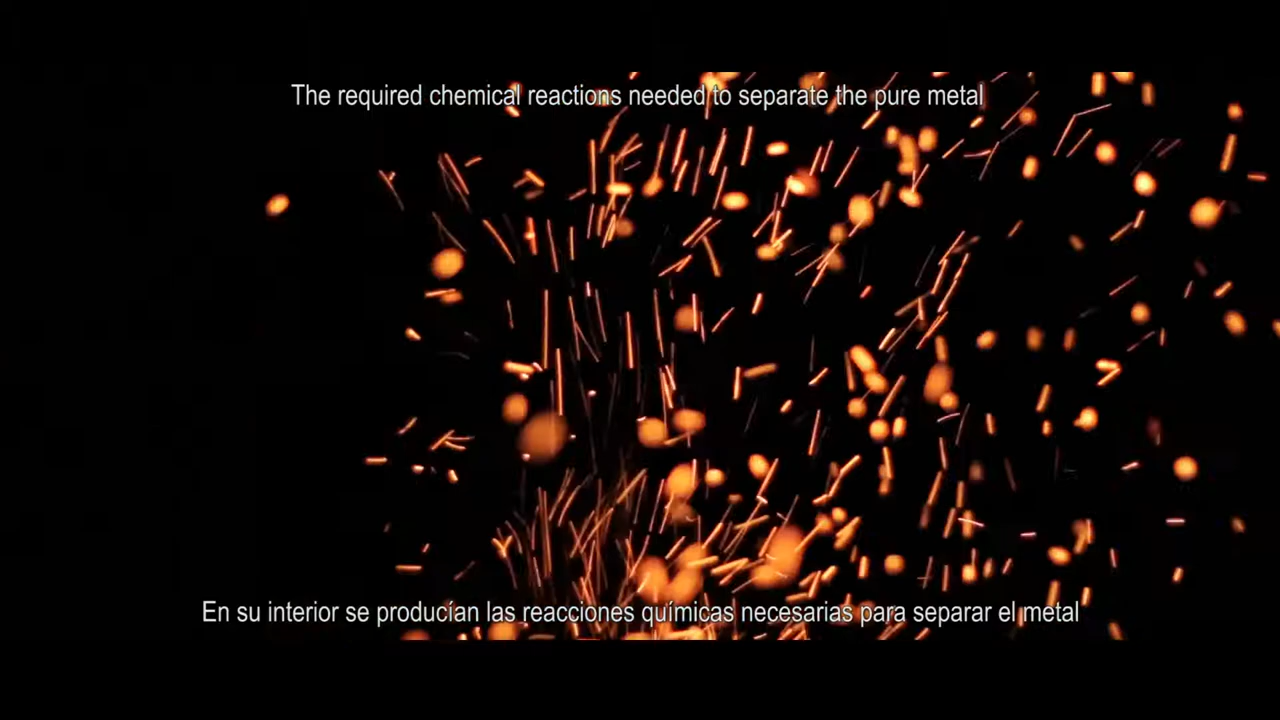 The required chemical reactions needed to separate the pure metal
En su interior se producían las reacciones químicas necesarias para separar el metal